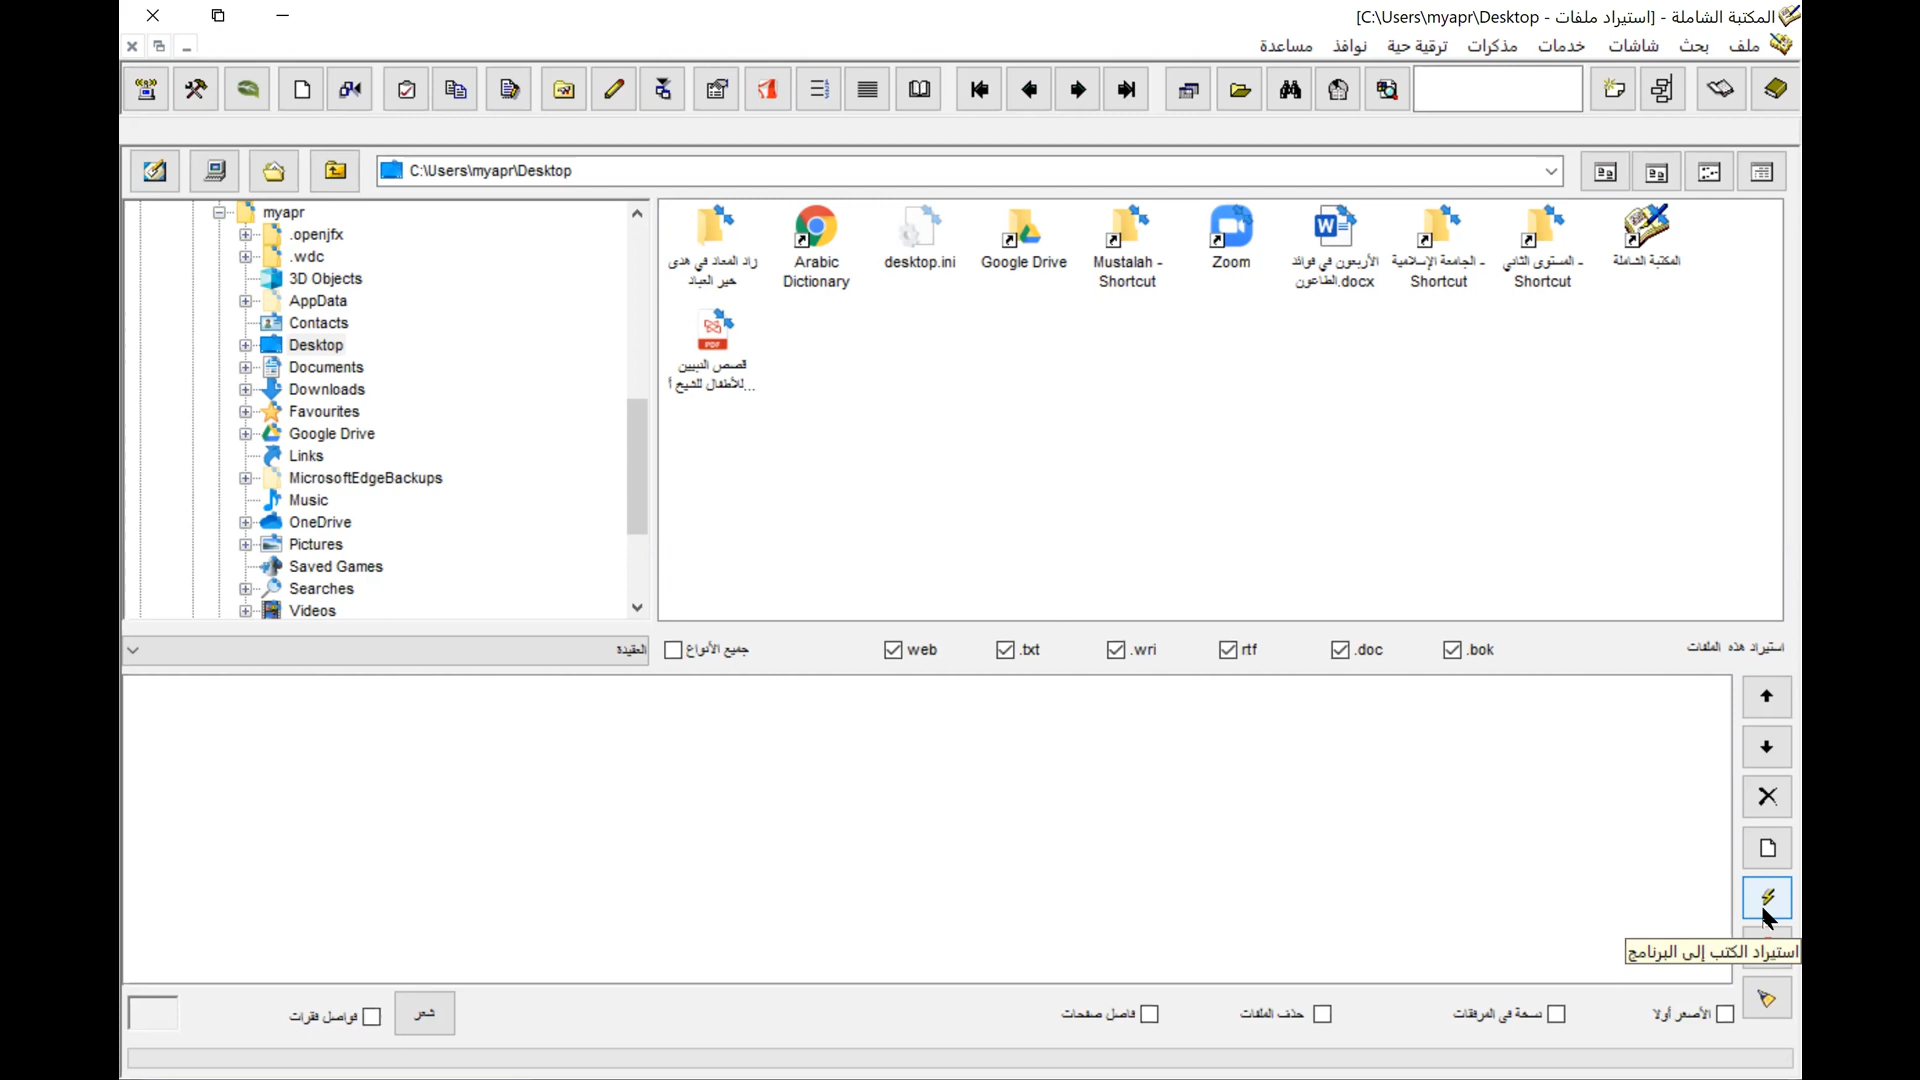 المكتبة الشاملة - [استيراد ملفات - C:\Users\myapr\Desktop]
ملف بحث شاشات خدمات مذكرات ترقية حية نوافذ مساعدة
C:\Users\myapr\Desktop
myapr
.openjfx
.wdc
3D Objects
AppData
Contacts
Desktop
Documents
Downloads
Favourites
Google Drive
Links
MicrosoftEdgeBackups
Music
OneDrive
Pictures
Saved Games
Searches
Videos
زاد المعاد في هدى
خير العباد
Arabic
Dictionary
desktop.ini
Google Drive
Mustalah -
Shortcut
Zoom
الأربعون في فوائد
الطاعون.docx
الجامعة الإسلامية -
Shortcut
المستوى الثاني -
Shortcut
المكتبة الشاملة
PDF
قصص النبيين
للأطفال للشيخ أ...
استيراد هذه الملفات
.bok
.doc
rtf
.wri
.txt
web
جميع الأنواع
العقيدة
استيراد الكتب إلى البرنامج
الأصغر أولا
نسخة في المرفقات
حذف الملفات
فاصل صفحات
شعر
فواصل فقرات